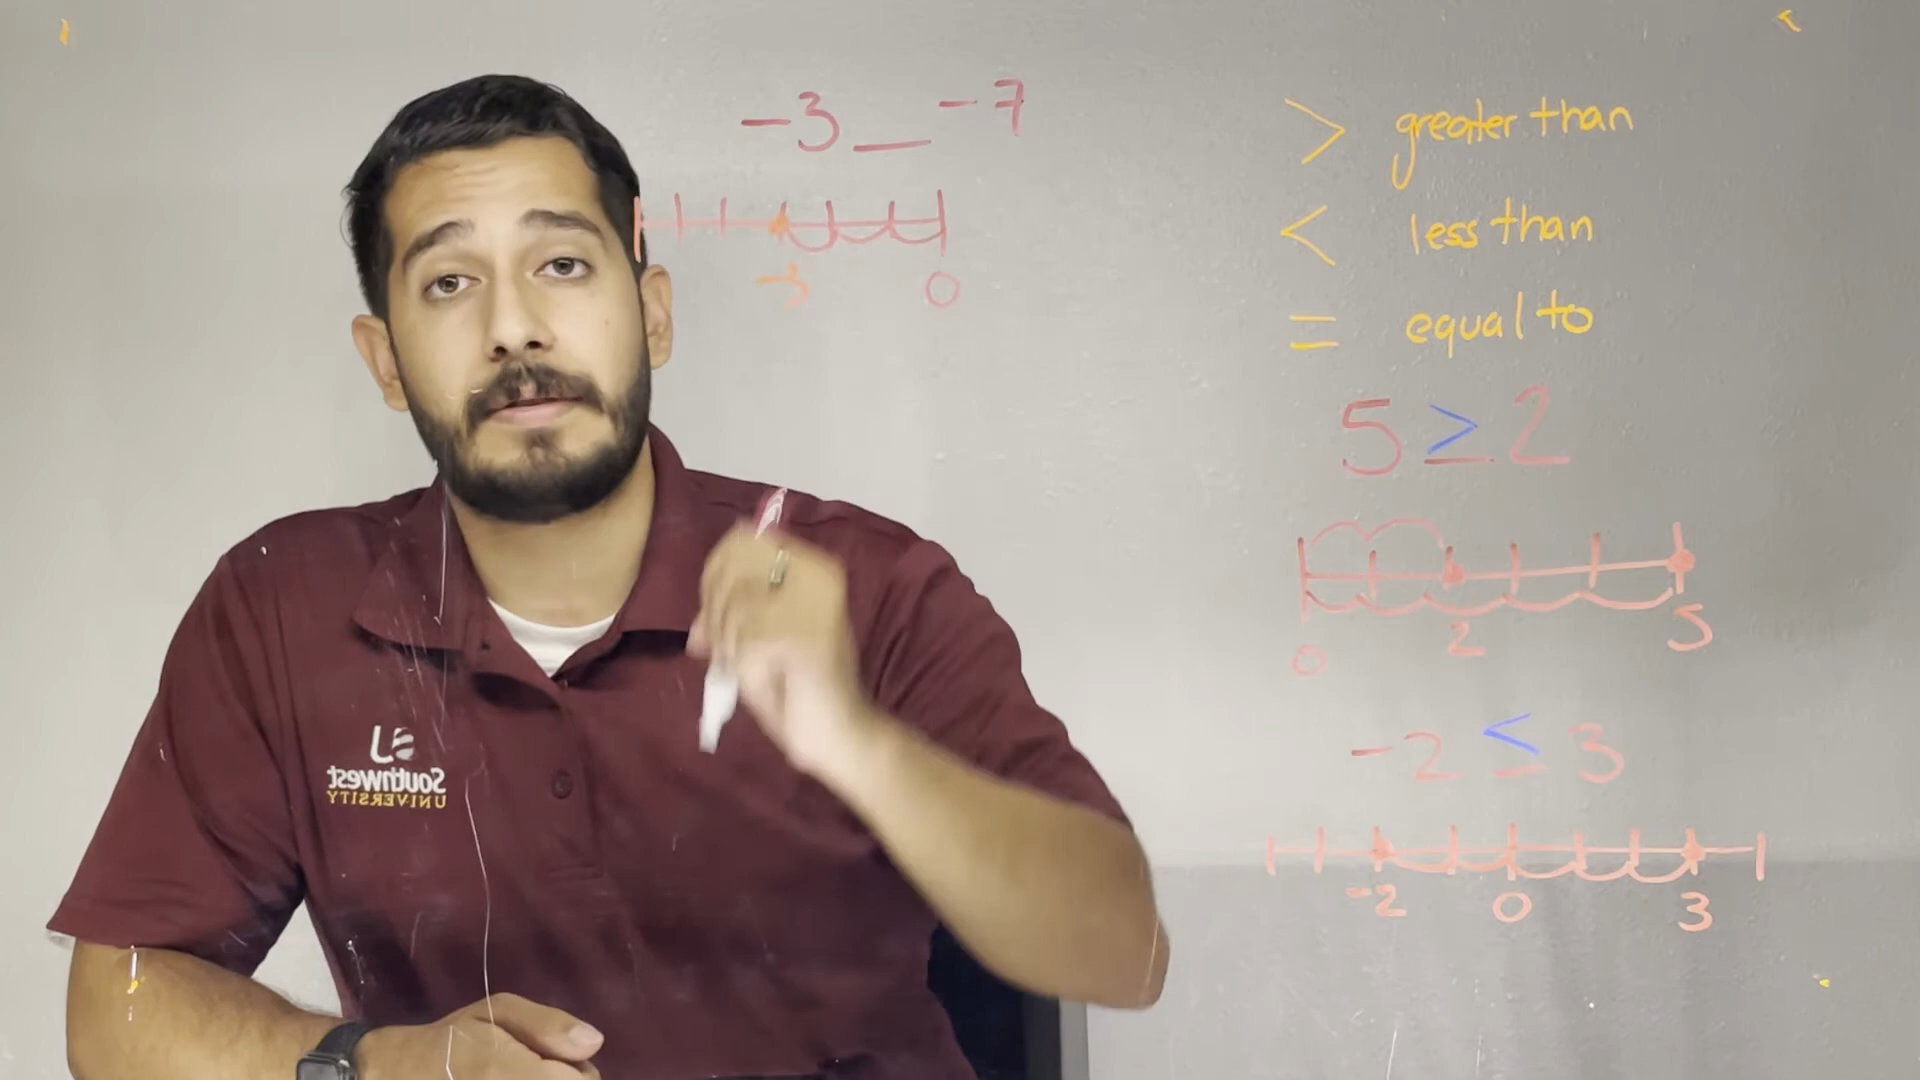 -3 __ -7
-3 0
> greater than
< less than
= equal to
5 > 2
0 2 5
-2 < 3
-2 0 3
SU
Southwest
UNIVERSITY